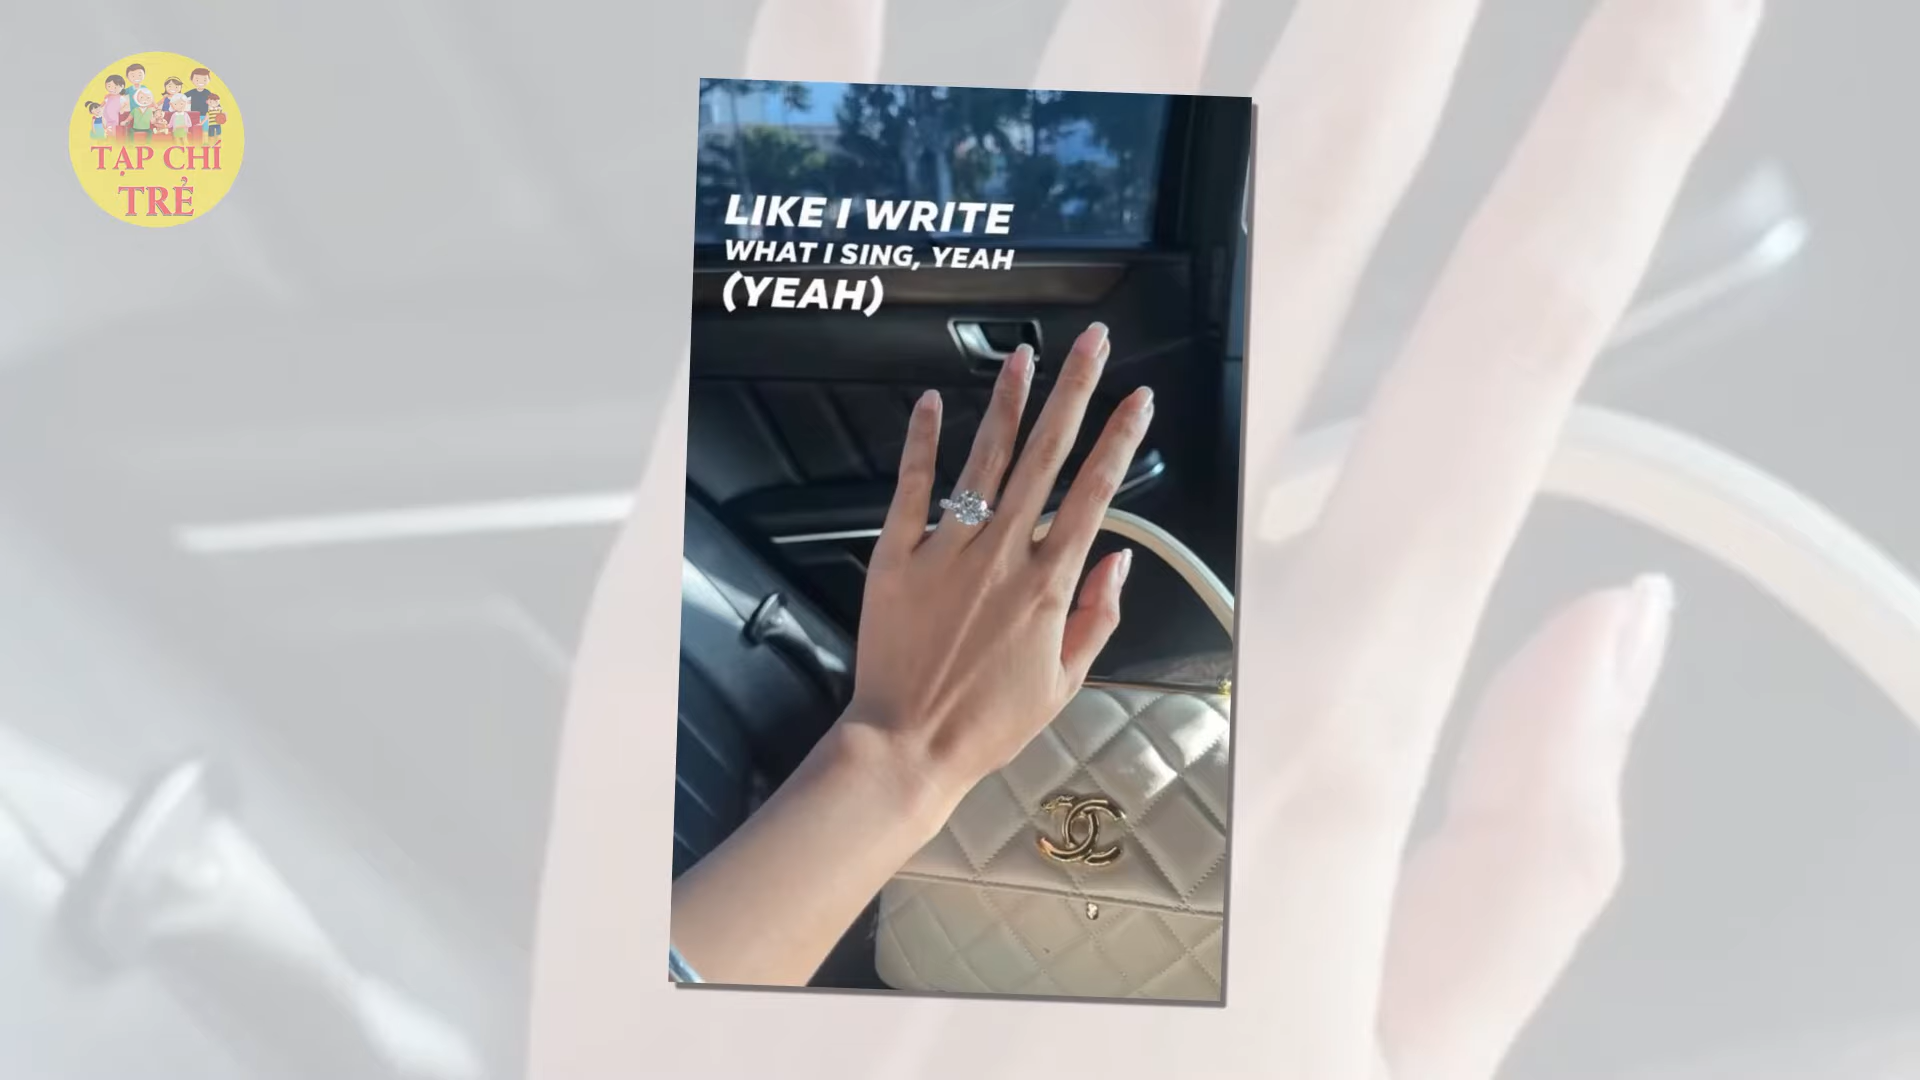 TẠP CHÍ
TRẺ
LIKE I WRITE
WHAT I SING, YEAH
(YEAH)